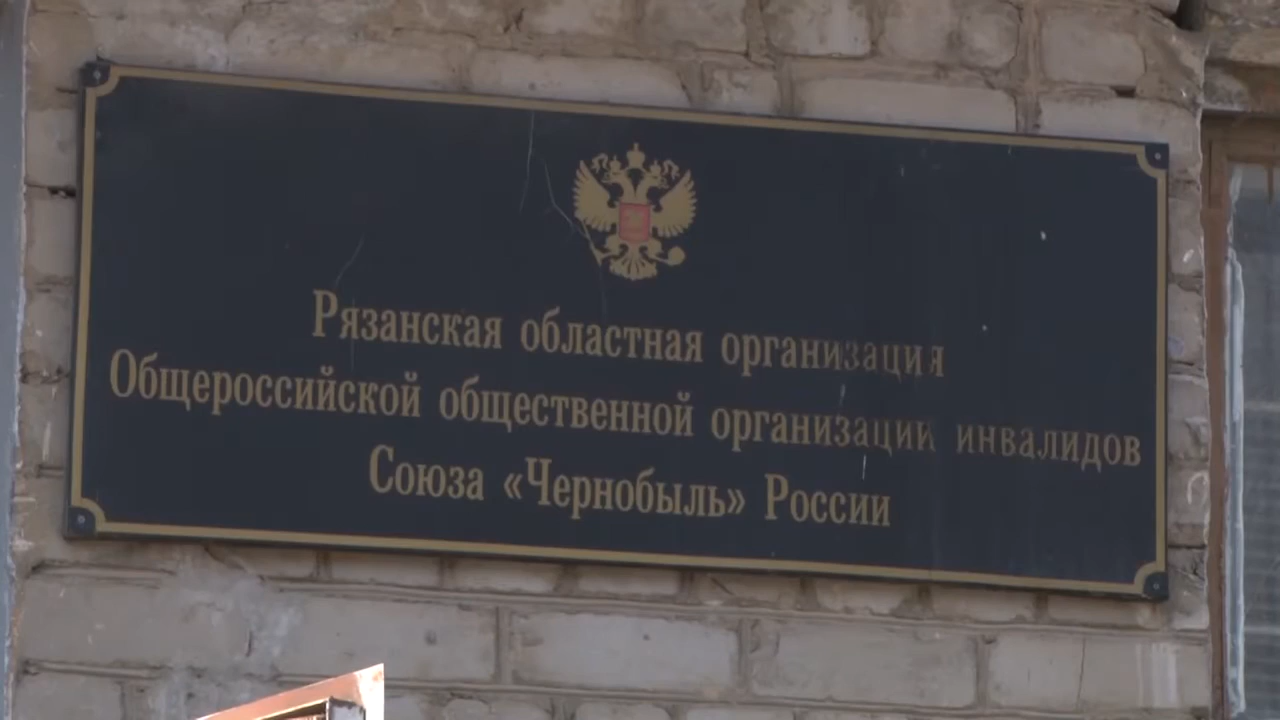 Рязанская областная организация
Общероссийской общественной организации инвалидов
Союза «Чернобыль» России